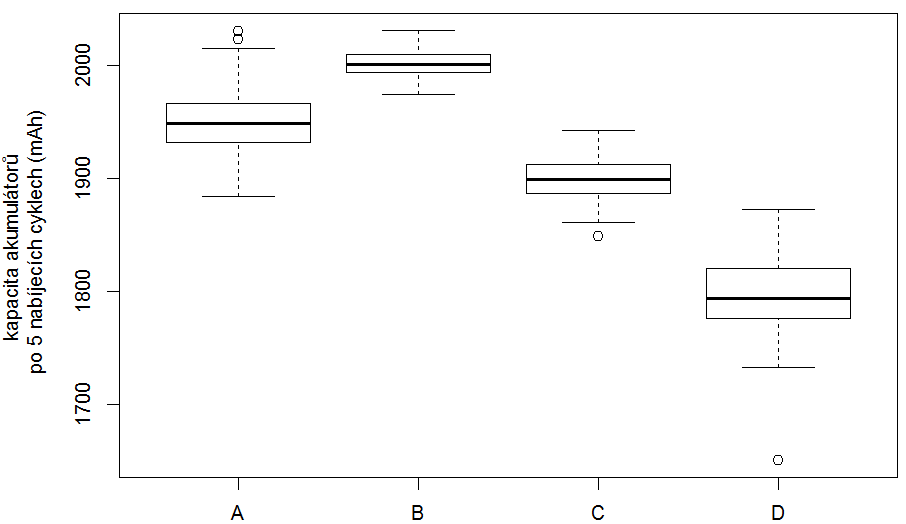 kapacita akumulátorů
po 5 nabíjecích cyklech (mAh)
2000
1900
1800
1700
A
B
C
D